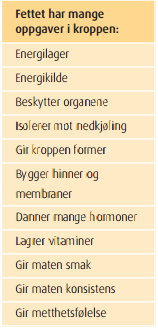 Fettet har mange
oppgaver i kroppen:
Energilager
Energikilde
Beskytter organene
Isolerer mot nedkjøling
Gir kroppen former
Bygger hinner og
membraner
Danner mange hormoner
Lagrer vitaminer
Gir maten smak
Gir maten konsistens
Gir metthetsfølelse